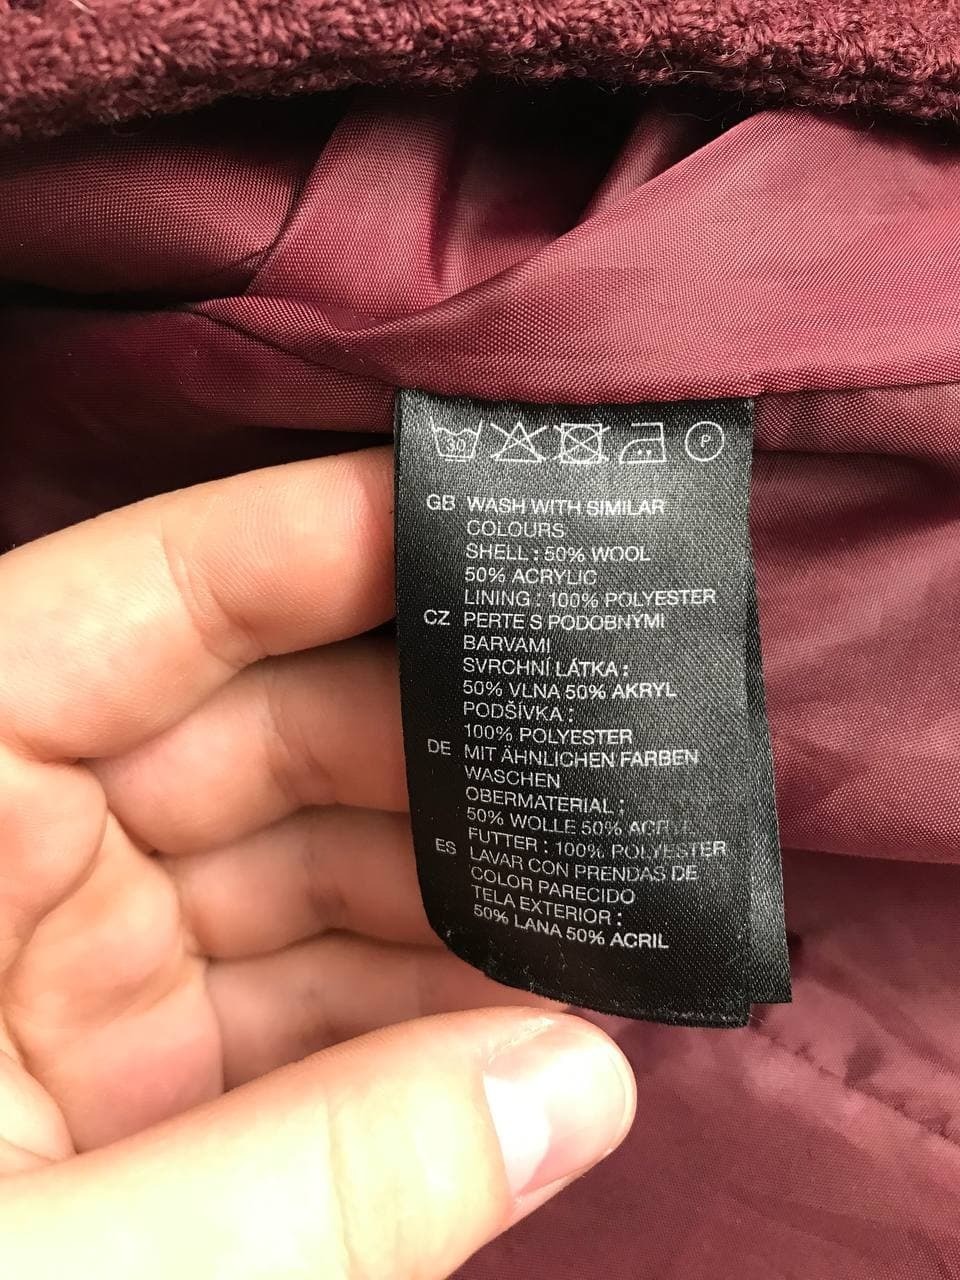 30 P
GB WASH WITH SIMILAR
COLOURS
SHELL : 50% WOOL
50% ACRYLIC
LINING : 100% POLYESTER
CZ PERTE S PODOBNYMI
BARVAMI
SVRCHNÍ LÁTKA :
50% VLNA 50% AKRYL
PODŠÍVKA :
100% POLYESTER
DE MIT ÄHNLICHEN FARBEN
WASCHEN
OBERMATERIAL :
50% WOLLE 50% ACRYL
FUTTER : 100% POLYESTER
ES LAVAR CON PRENDAS DE
COLOR PARECIDO
TELA EXTERIOR :
50% LANA 50% ACRIL